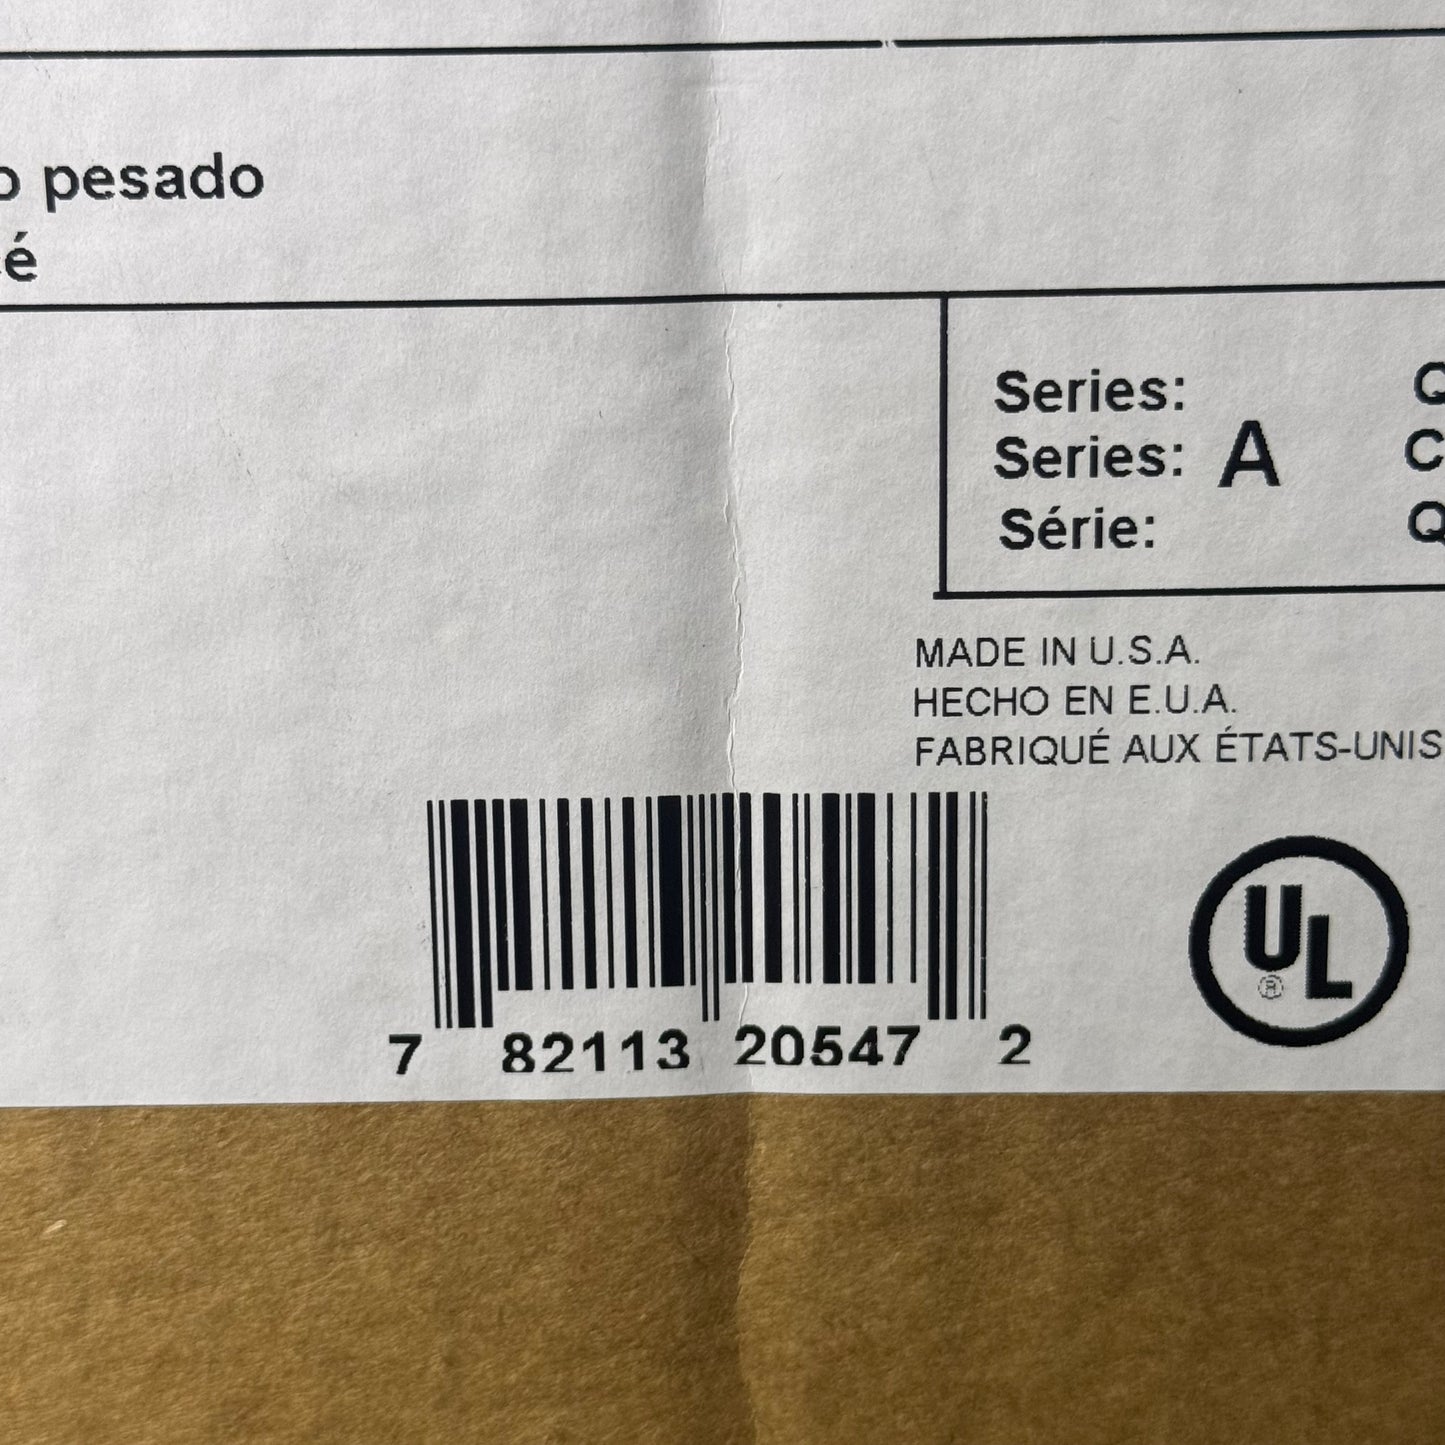 pesado
é
Series:
Series: A
Série:
Q
C
Q
MADE IN U.S.A.
HECHO EN E.U.A.
FABRIQUÉ AUX ÉTATS-UNIS
UL
®
7 82113 20547 2